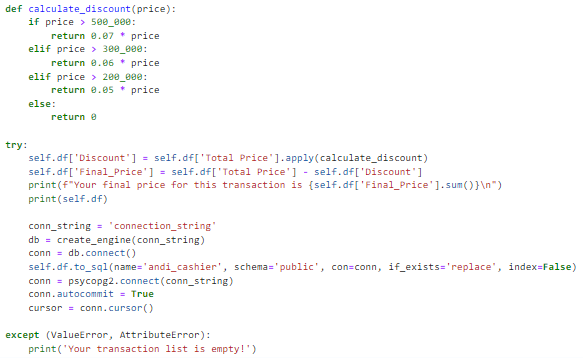 def calculate_discount(price):
    if price > 500_000:
        return 0.07 * price
    elif price > 300_000:
        return 0.06 * price
    elif price > 200_000:
        return 0.05 * price
    else:
        return 0
try:
    self.df['Discount'] = self.df['Total Price'].apply(calculate_discount)
    self.df['Final_Price'] = self.df['Total Price'] - self.df['Discount']
    print(f"Your final price for this transaction is {self.df['Final_Price'].sum()}\n")
    print(self.df)
    conn_string = 'connection_string'
    db = create_engine(conn_string)
    conn = db.connect()
    self.df.to_sql(name='andi_cashier', schema='public', con=conn, if_exists='replace', index=False)
    conn = psycopg2.connect(conn_string)
    conn.autocommit = True
    cursor = conn.cursor()
except (ValueError, AttributeError):
    print('Your transaction list is empty!')